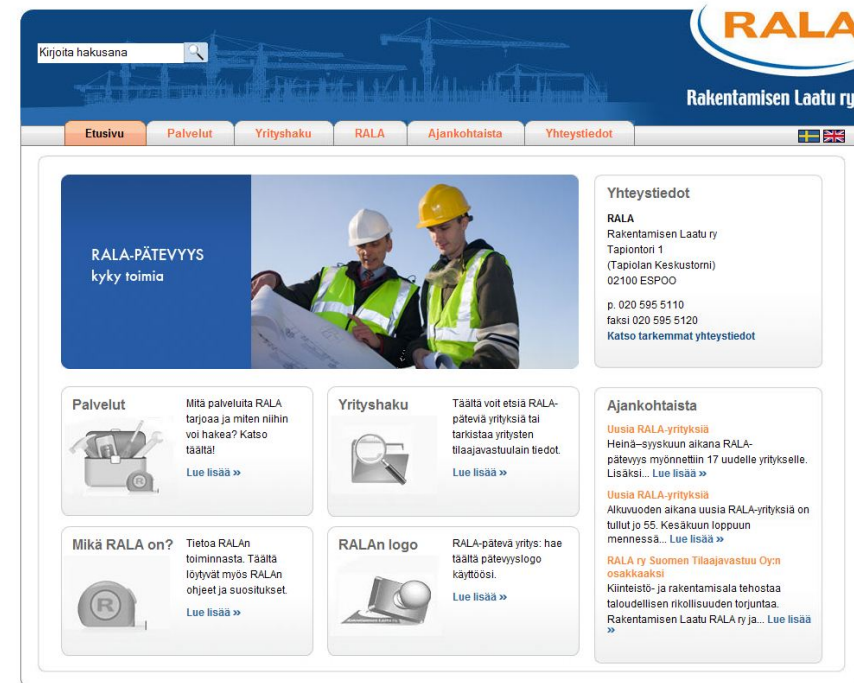 Kirjoita hakusana
RALA
Rakentamisen Laatu ry
Etusivu
Palvelut
Yrityshaku
RALA
Ajankohtaista
Yhteystiedot
RALA-PÄTEVYYS
kyky toimia
Yhteystiedot
RALA
Rakentamisen Laatu ry
Tapiontori 1
(Tapiolan Keskustorni)
02100 ESPOO
p. 020 595 5110
faksi 020 595 5120
Katso tarkemmat yhteystiedot
Palvelut
Mitä palveluita RALA
tarjoaa ja miten niihin
voi hakea? Katso
täältä!
Lue lisää »
Yrityshaku
Täältä voit etsiä RALA-
päteviä yrityksiä tai
tarkistaa yritysten
tilaajavastuulain tiedot.
Lue lisää »
Ajankohtaista
Uusia RALA-yrityksiä
Heinä–syyskuun aikana RALA-
pätevyys myönnettiin 17 uudelle yritykselle.
Lisäksi... Lue lisää »
Uusia RALA-yrityksiä
Alkuvuoden aikana uusia RALA-yrityksiä on
tullut jo 55. Kesäkuun loppuun
mennessä... Lue lisää »
RALA ry Suomen Tilaajavastuu Oy:n
osakkaaksi
Kiinteistö- ja rakentamisala tehostaa
taloudellisen rikollisuuden torjuntaa.
Rakentamisen Laatu RALA ry ja... Lue lisää
»
Mikä RALA on?
R
Tietoa RALAn
toiminnasta. Täältä
löytyvät myös RALAn
ohjeet ja suositukset.
Lue lisää »
RALAn logo
RALA-pätevä yritys: hae
täältä pätevyyslogo
käyttöösi.
Lue lisää »